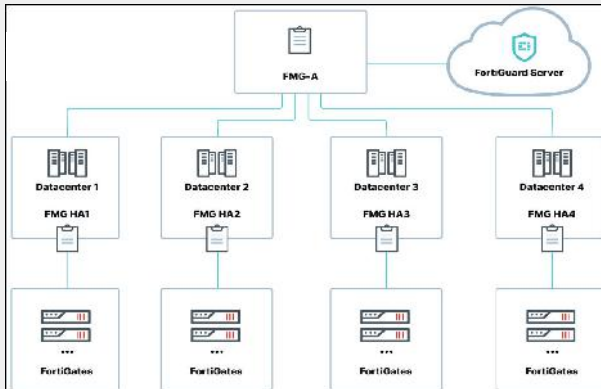 FMG-A
FortiGuard Server
Datacenter 1
Datacenter 2
Datacenter 3
Datacenter 4
FMG HA1
FMG HA2
FMG HA3
FMG HA4
FortiGates
FortiGates
FortiGates
FortiGates